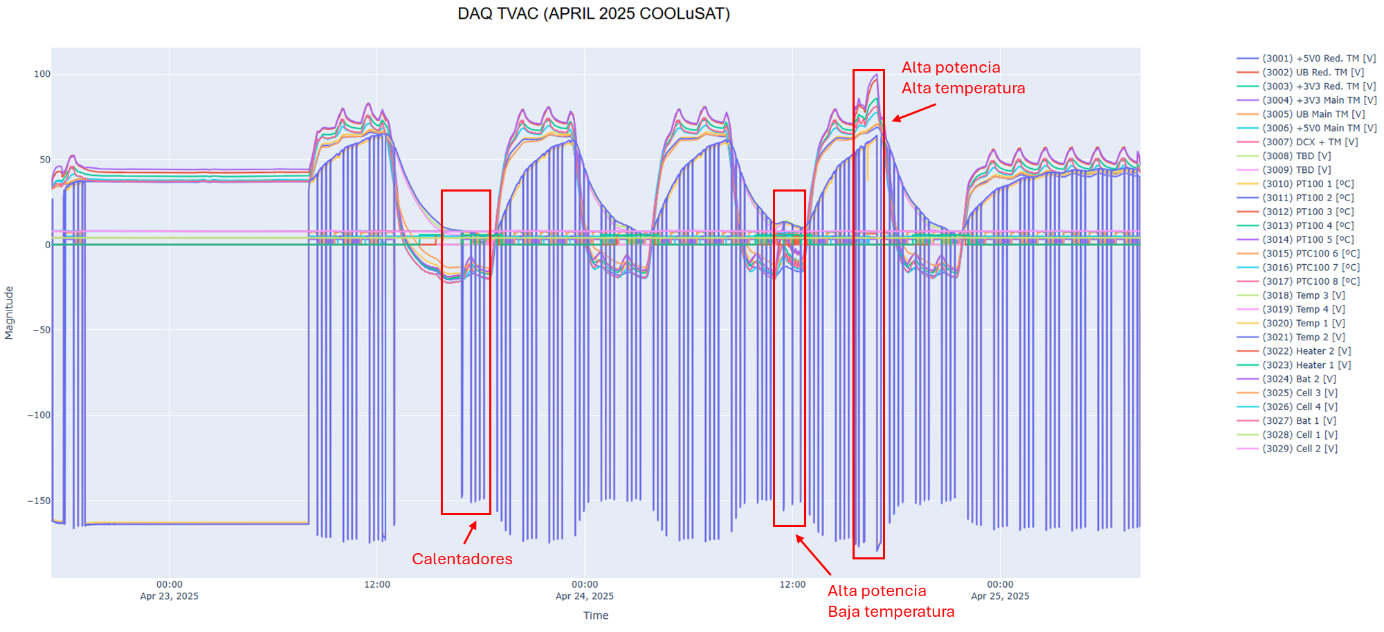 DAQ TVAC (APRIL 2025 COOLuSAT)
Alta potencia
Alta temperatura
100
50
0
−50
−100
−150
Magnitude
Calentadores
Alta potencia
Baja temperatura
00:00
Apr 23, 2025
12:00
00:00
Apr 24, 2025
12:00
00:00
Apr 25, 2025
Time
(3001) +5V0 Red. TM [V]
(3002) UB Red. TM [V]
(3003) +3V3 Red. TM [V]
(3004) +3V3 Main TM [V]
(3005) UB Main TM [V]
(3006) +5V0 Main TM [V]
(3007) DCX + TM [V]
(3008) TBD [V]
(3009) TBD [V]
(3010) PT100 1 [ºC]
(3011) PT100 2 [ºC]
(3012) PT100 3 [ºC]
(3013) PT100 4 [ºC]
(3014) PT100 5 [ºC]
(3015) PTC100 6 [ºC]
(3016) PTC100 7 [ºC]
(3017) PTC100 8 [ºC]
(3018) Temp 3 [V]
(3019) Temp 4 [V]
(3020) Temp 1 [V]
(3021) Temp 2 [V]
(3022) Heater 2 [V]
(3023) Heater 1 [V]
(3024) Bat 2 [V]
(3025) Cell 3 [V]
(3026) Cell 4 [V]
(3027) Bat 1 [V]
(3028) Cell 1 [V]
(3029) Cell 2 [V]